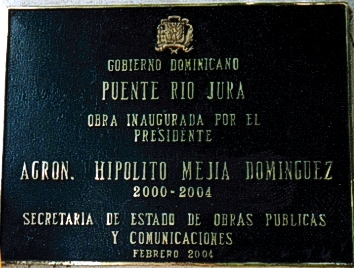 GOBIERNO DOMINICANO
PUENTE RIO JURA
OBRA INAUGURADA POR EL
PRESIDENTE
AGRON. HIPOLITO MEJIA DOMINGUEZ
2000-2004
SECRETARIA DE ESTADO DE OBRAS PUBLICAS
Y COMUNICACIONES
FEBRERO 2004